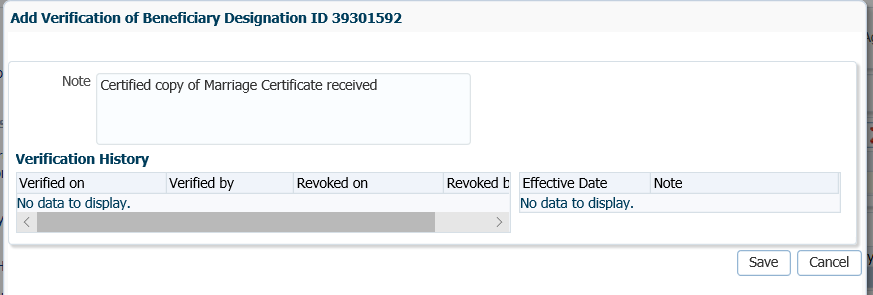 Add Verification of Beneficiary Designation ID 39301592
Note
Certified copy of Marriage Certificate received
Verification History
Verified on Verified by Revoked on Revoked b Effective Date Note
No data to display. No data to display.
Save Cancel